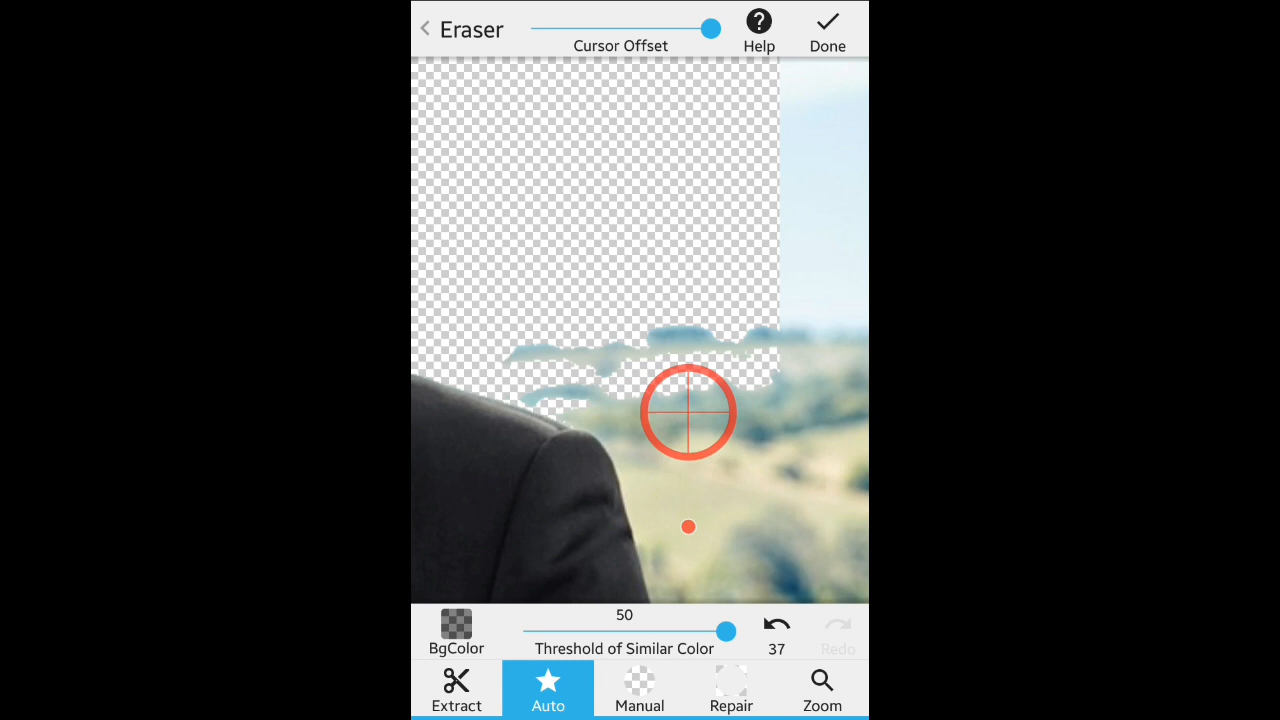 Eraser
Cursor Offset
Help
Done
BgColor
50
Threshold of Similar Color
37
Redo
Extract
Auto
Manual
Repair
Zoom